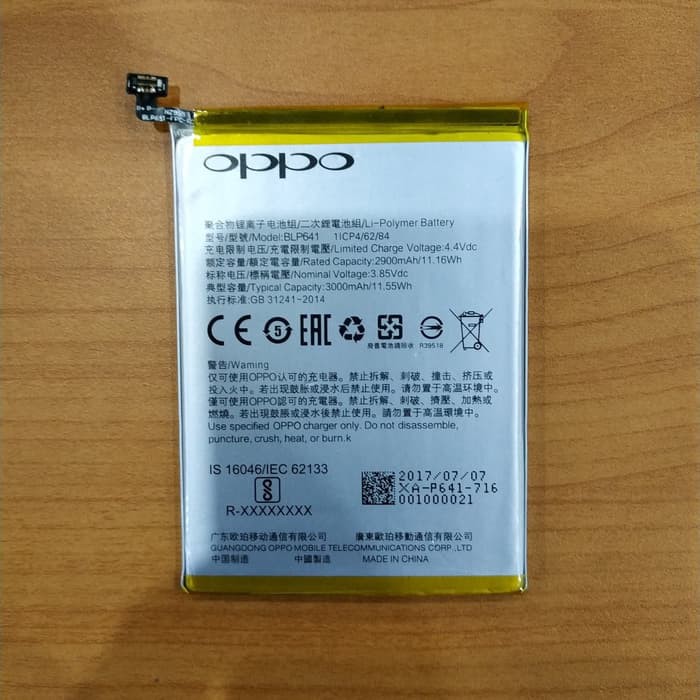 BLP641-FPC
oppo
聚合物锂离子电池组/二次鋰電池組/Li-Polymer Battery
型号/型號/Model:BLP641 1ICP4/62/84
充电限制电压/充電限制電壓/Limited Charge Voltage:4.4Vdc
额定容量/額定電容量/Rated Capacity:2900mAh/11.16Wh
标称电压/標稱電壓/Nominal Voltage:3.85Vdc
典型容量/Typical Capacity:3000mAh/11.55Wh
执行标准:GB 31241-2014
CE 5 EAC
廢電池請回收 R39518
警告/Warning
仅可使用OPPO认可的充电器。禁止拆解、刺破、撞击、挤压或
投入火中。若出现鼓胀或浸水后禁止使用。请勿置于高温环境中。
僅可使用OPPO認可的充電器。禁止拆解、刺破、擠壓、加熱或
燃燒。若出現鼓脹或浸水後禁止使用。請勿置于高溫環境中。
Use specified OPPO charger only. Do not disassemble,
puncture, crush, heat, or burn.k
IS 16046/IEC 62133
R-XXXXXXXX
2017/07/07
XA-P641-716
001000021
广东欧珀移动通信有限公司 廣東歐珀移動通信有限公司
GUANGDONG OPPO MOBILE TELECOMMUNICATIONS CORP.,LTD
中国制造 中國製造 MADE IN CHINA